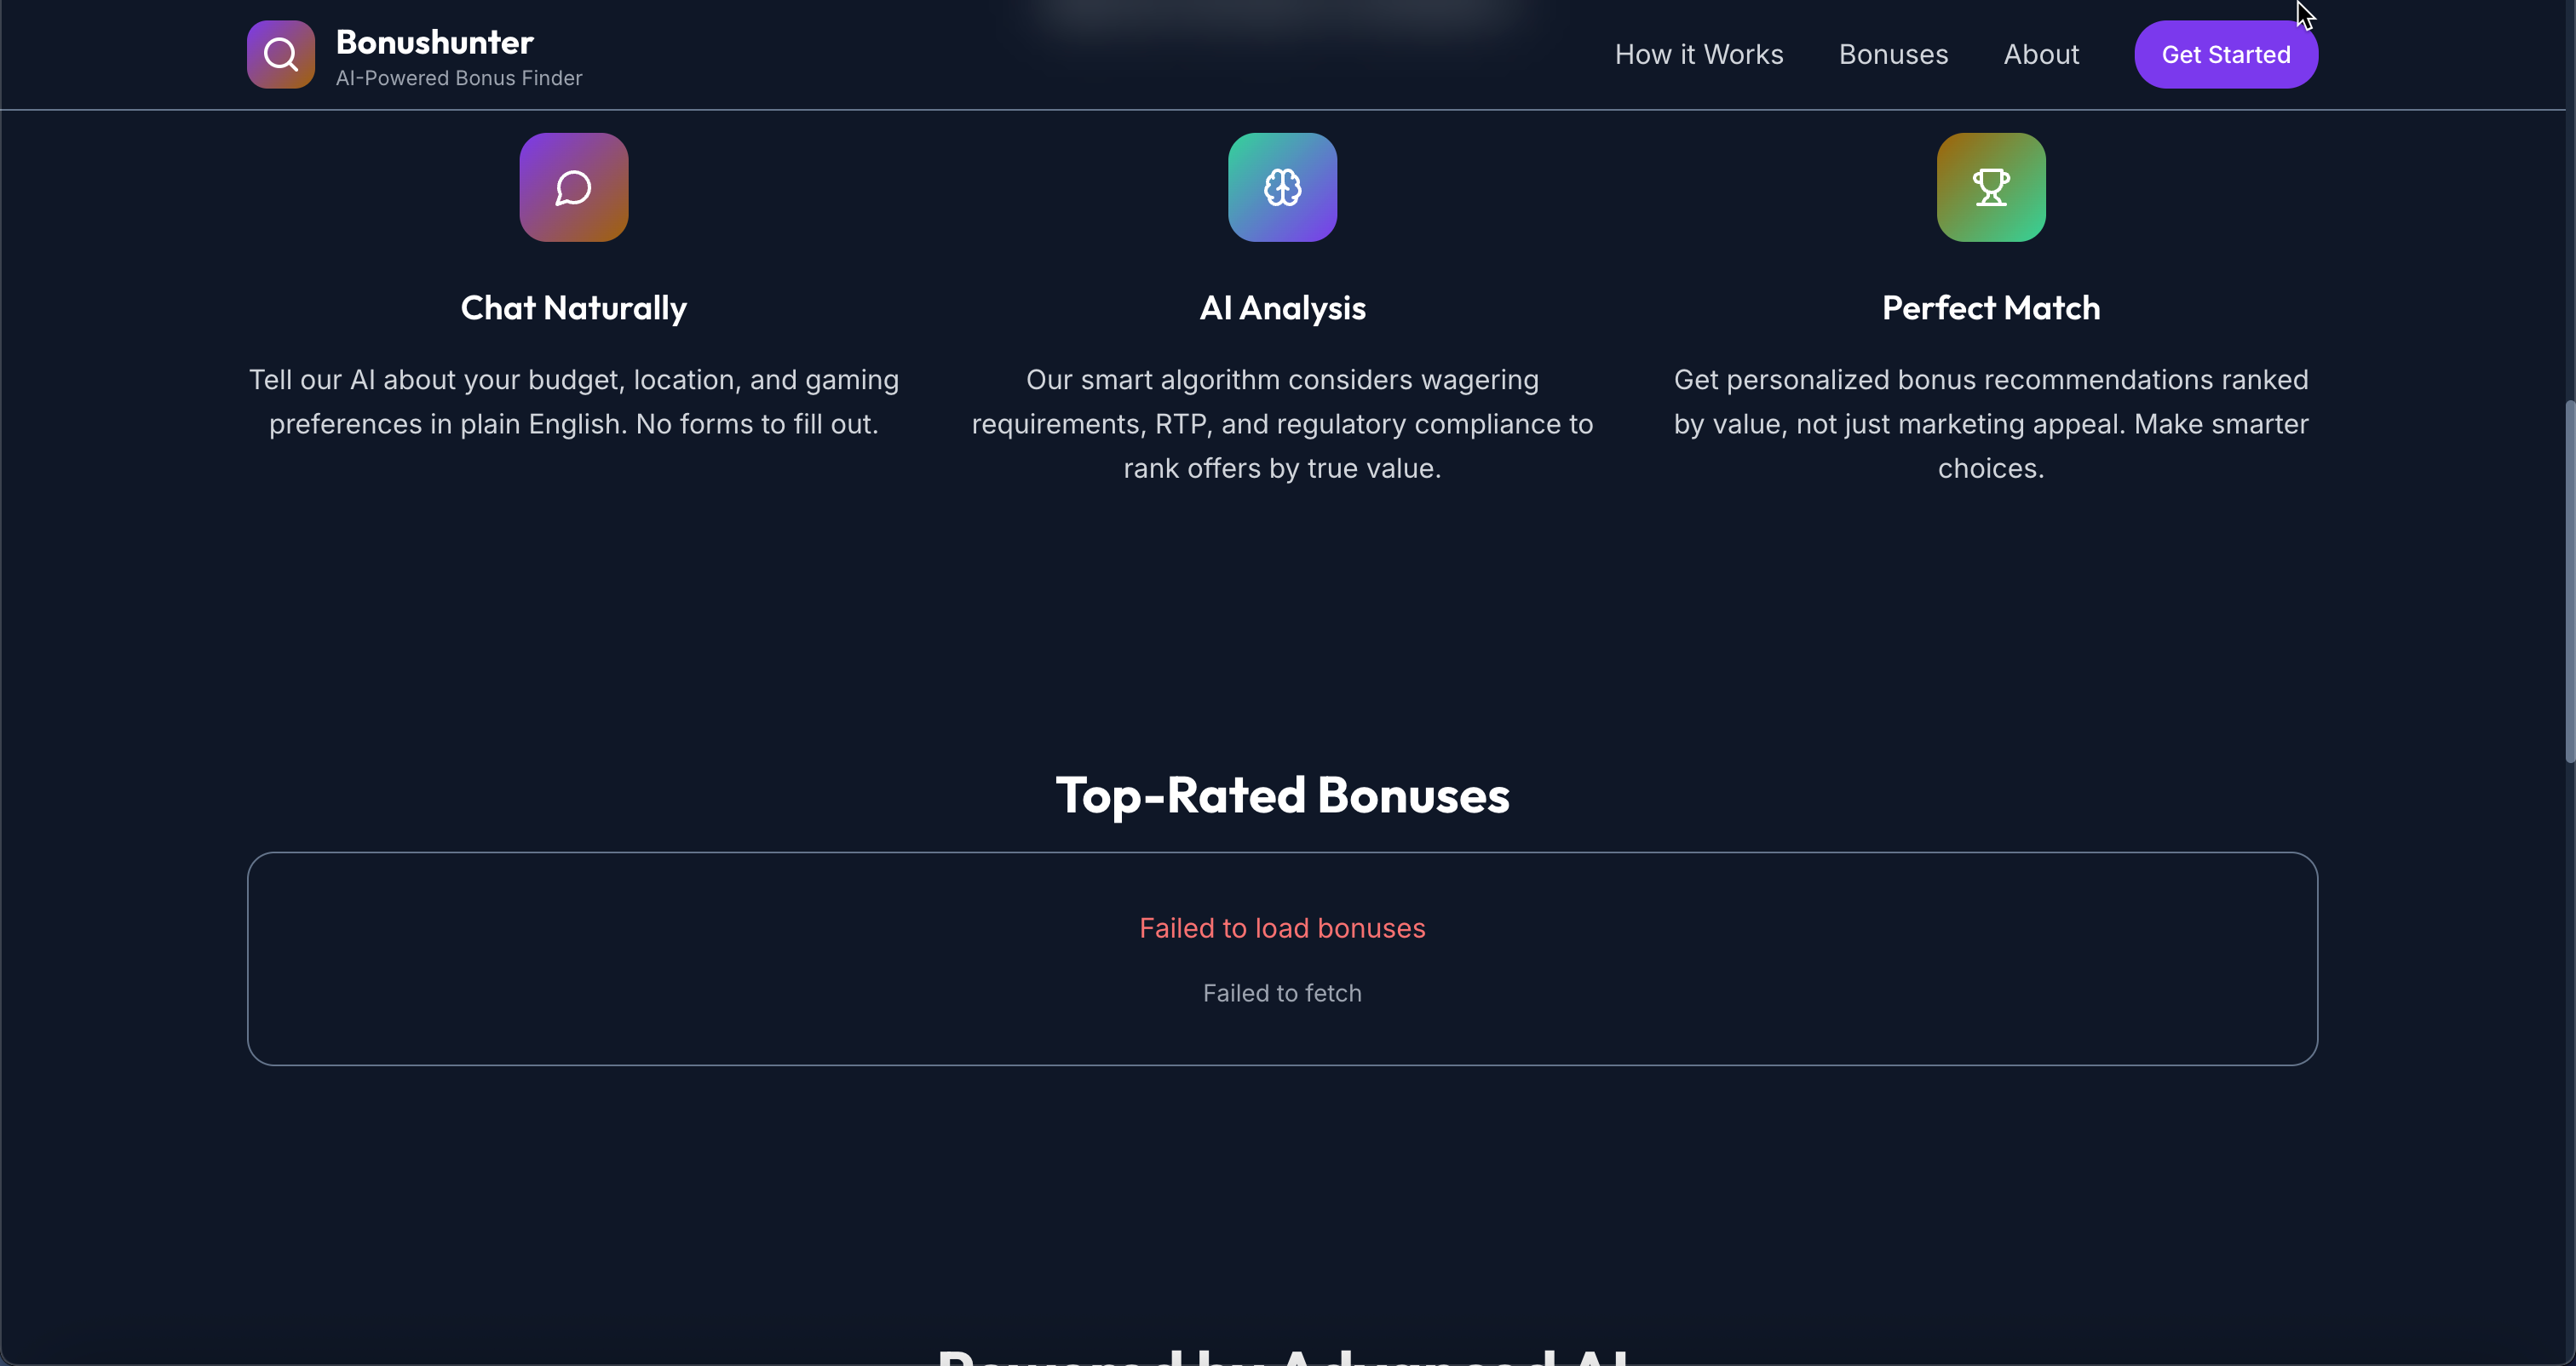 Bonushunter
AI-Powered Bonus Finder
How it Works
Bonuses
About
Get Started
Chat Naturally
Tell our AI about your budget, location, and gaming
preferences in plain English. No forms to fill out.
AI Analysis
Our smart algorithm considers wagering
requirements, RTP, and regulatory compliance to
rank offers by true value.
Perfect Match
Get personalized bonus recommendations ranked
by value, not just marketing appeal. Make smarter
choices.
Top-Rated Bonuses
Failed to load bonuses
Failed to fetch
Powered by Advanced AI